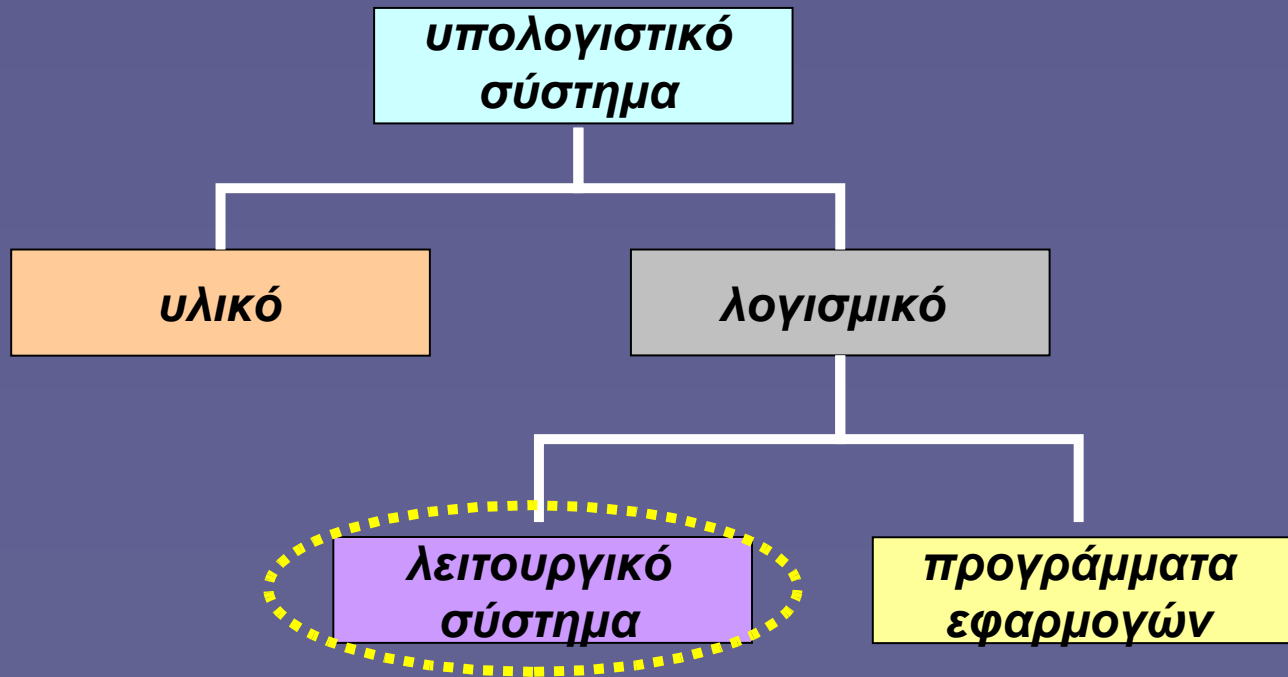 υπολογιστικό
σύστημα
υλικό
λογισμικό
λειτουργικό
σύστημα
προγράμματα
εφαρμογών